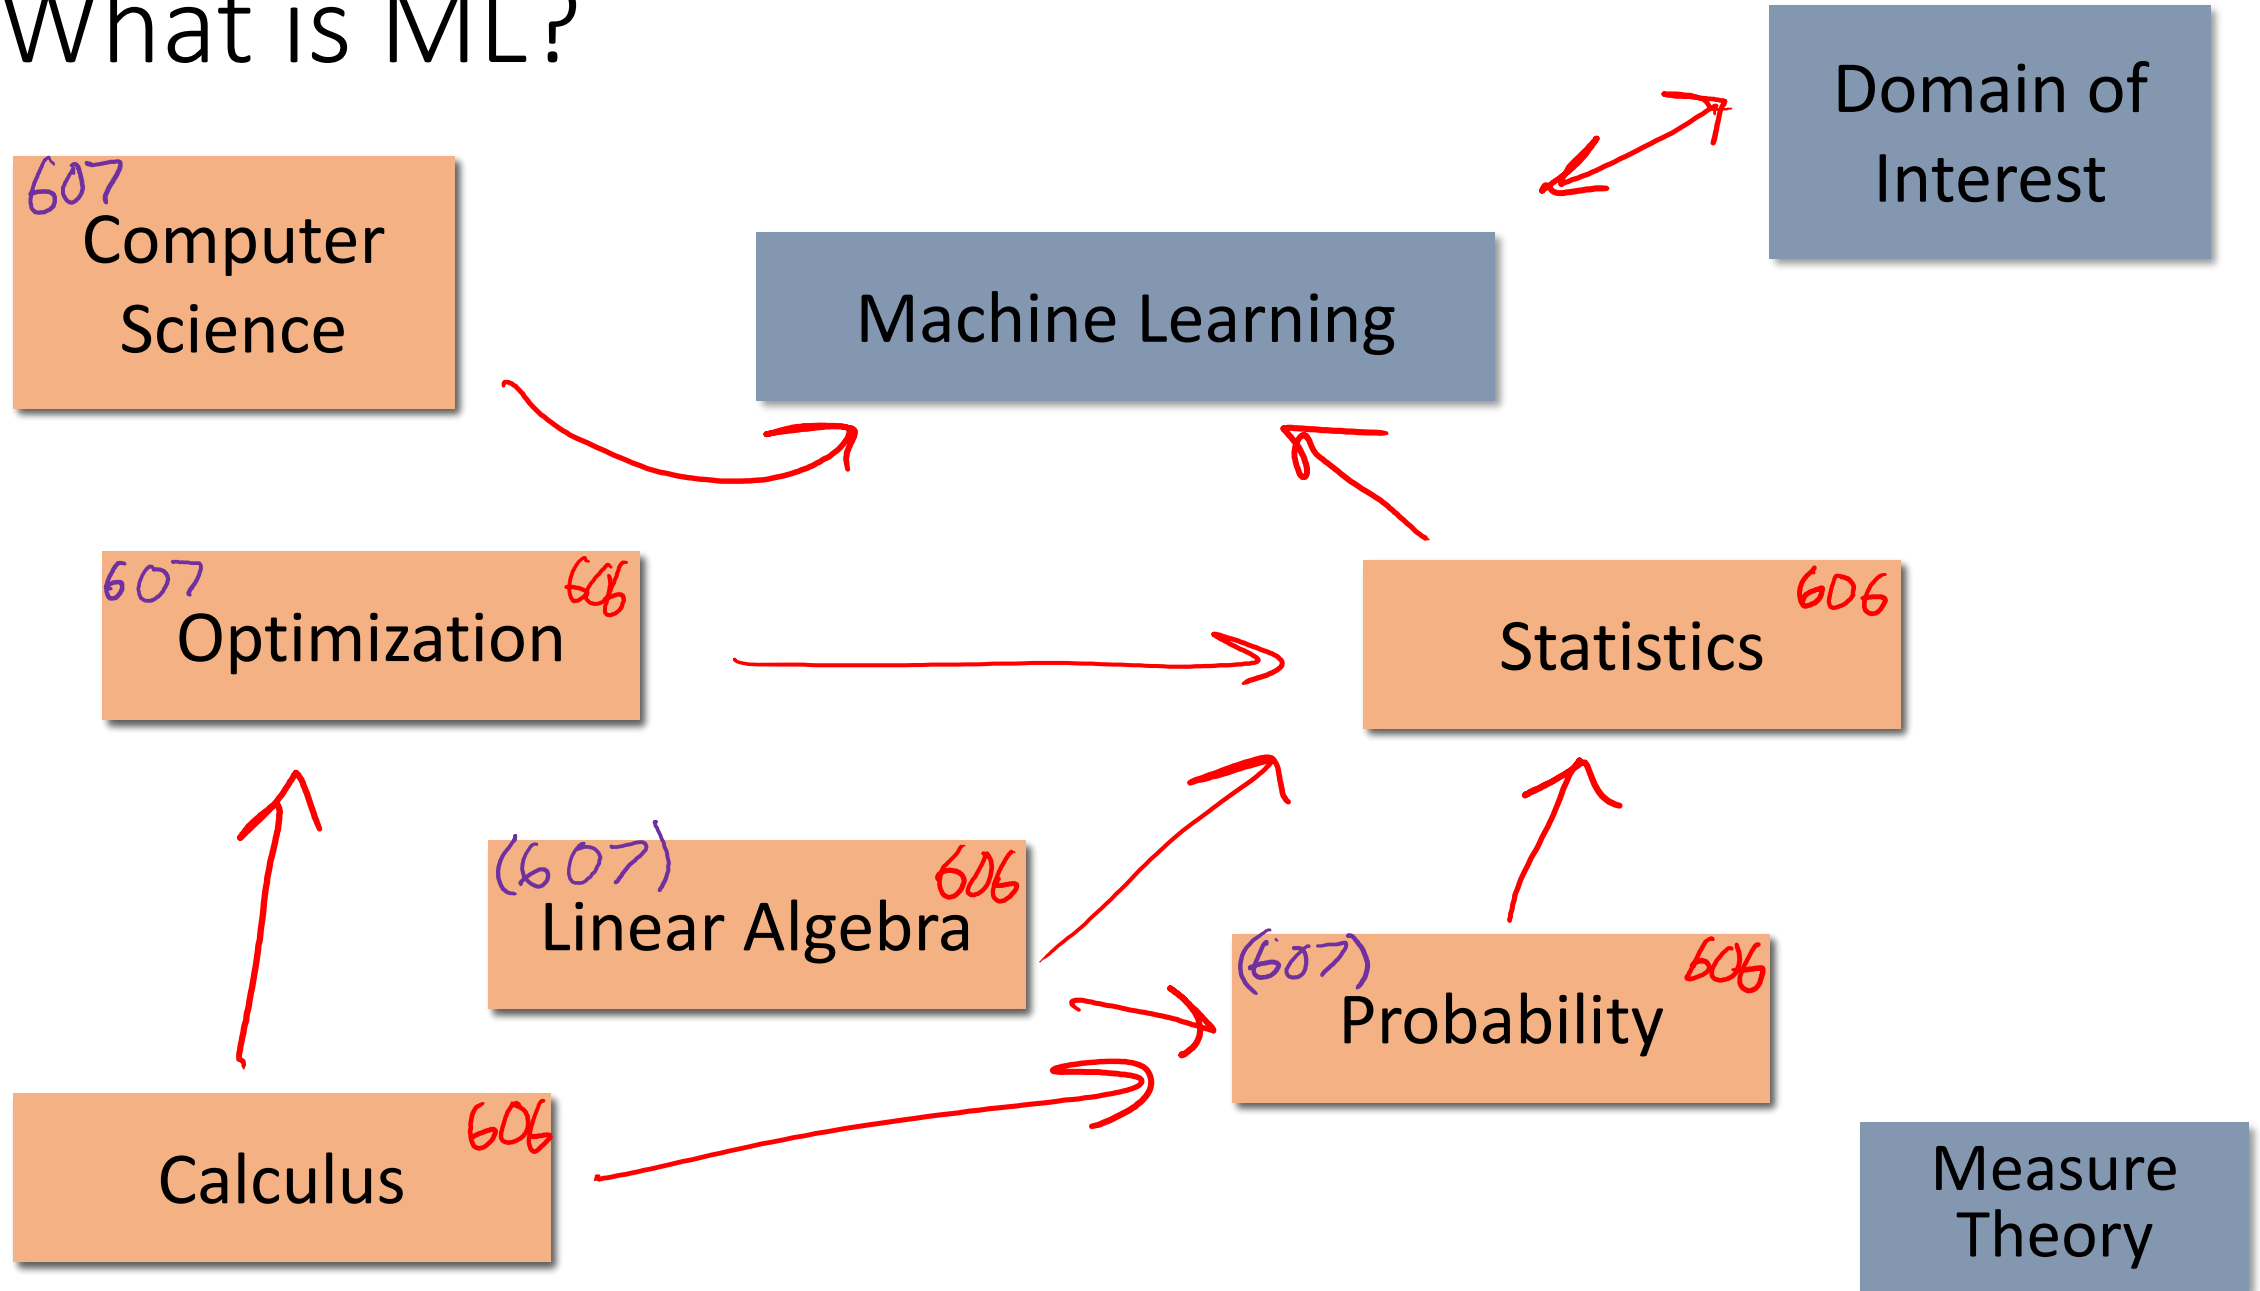 What is ML?
Domain of
Interest
607
Computer
Science
Machine Learning
607 606
Optimization
606
Statistics
(607) 606
Linear Algebra
(607) 606
Probability
606
Calculus
Measure
Theory